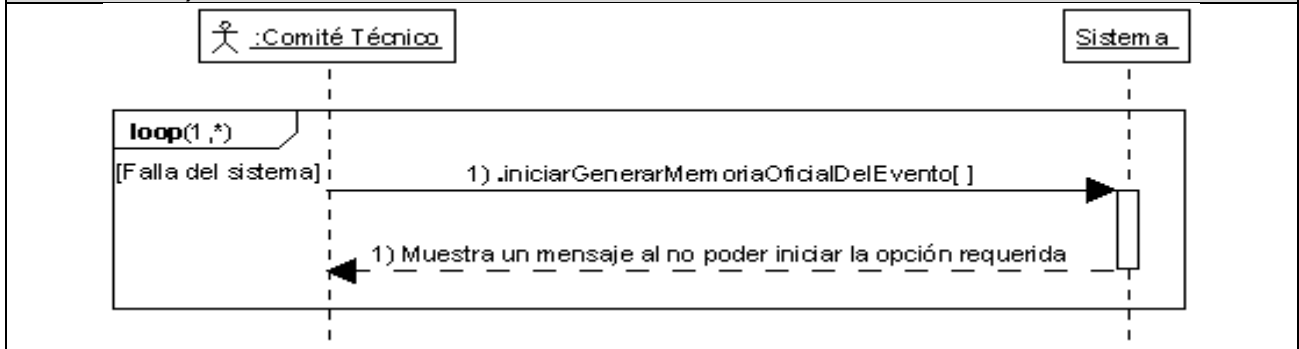 :Comité Técnico
Sistema
loop(1,*)
[Falla del sistema]
1) .iniciarGenerarMemoriaOficialDelEvento[ ]
1) Muestra un mensaje al no poder iniciar la opción requerida